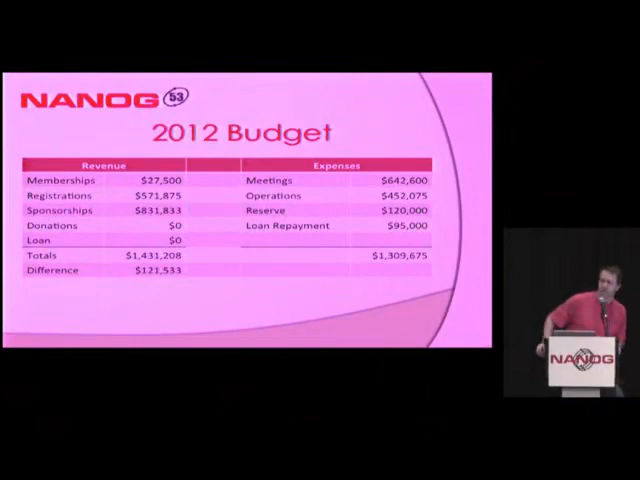 NANOG 53
2012 Budget
Revenue Expenses
Memberships $27,500 Meetings $642,600
Registrations $571,875 Operations $452,075
Sponsorships $831,833 Reserve $120,000
Donations $0 Loan Repayment $95,000
Loan $0
Totals $1,431,208 $1,309,675
Difference $121,533
NANOG